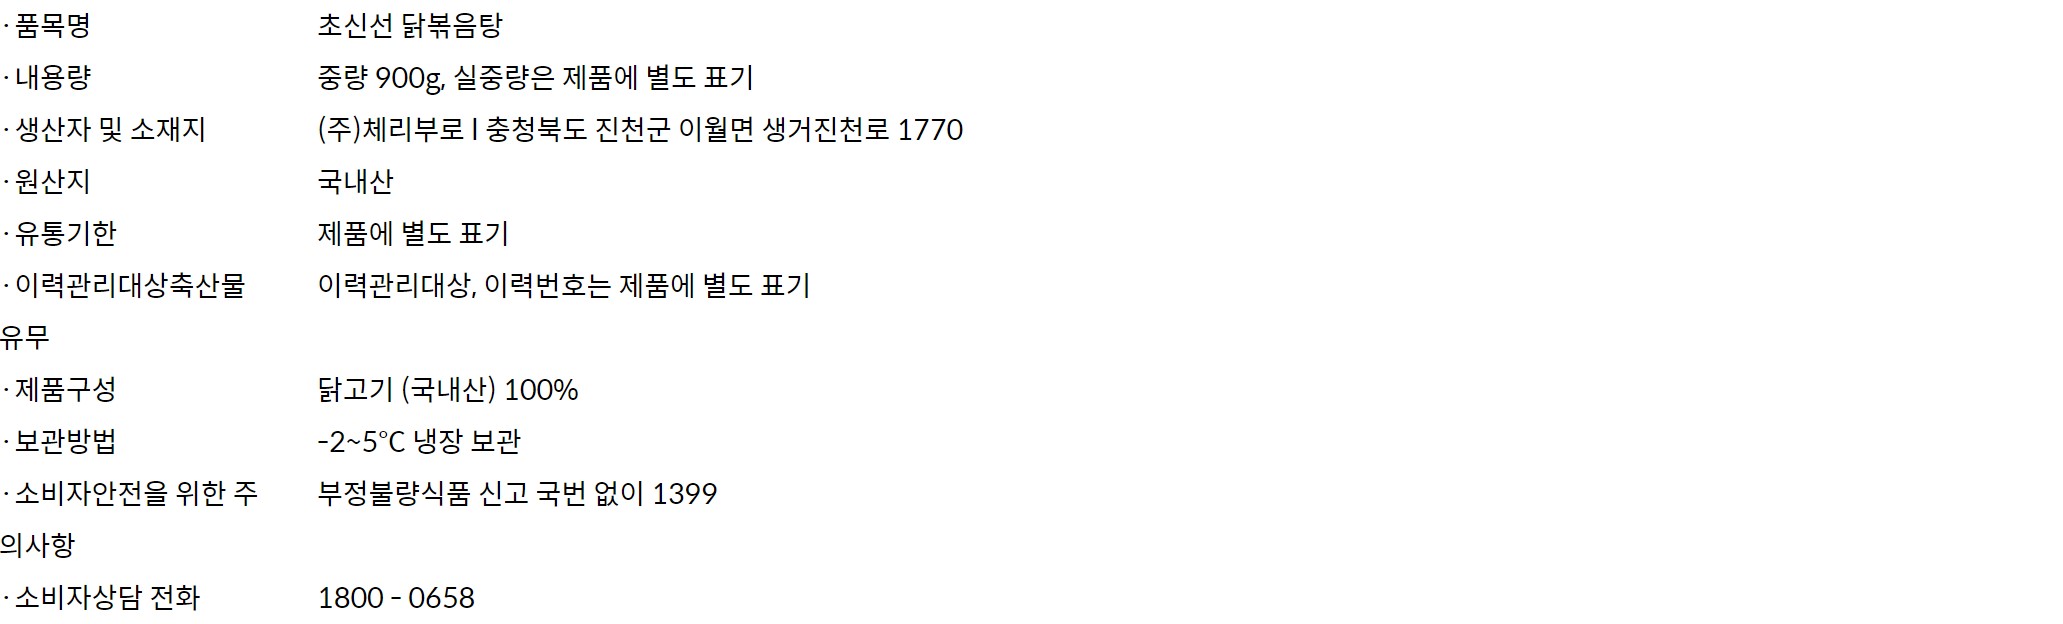 · 품목명 초신선 닭볶음탕
· 내용량 중량 900g, 실중량은 제품에 별도 표기
· 생산자 및 소재지 (주)체리부로 l 충청북도 진천군 이월면 생거진천로 1770
· 원산지 국내산
· 유통기한 제품에 별도 표기
· 이력관리대상축산물 이력관리대상, 이력번호는 제품에 별도 표기
유무
· 제품구성 닭고기 (국내산) 100%
· 보관방법 -2~5℃ 냉장 보관
· 소비자안전을 위한 주 부정불량식품 신고 국번 없이 1399
의사항
· 소비자상담 전화 1800 - 0658